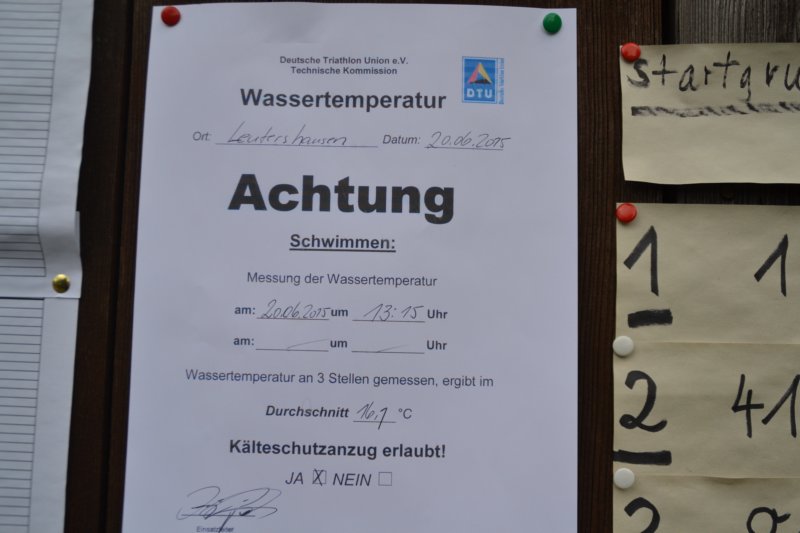 Deutsche Triathlon Union e.V.
Technische Kommission
DTU
Wassertemperatur
Ort: Leutershausen Datum: 20.06.2015
Achtung
Schwimmen:
Messung der Wassertemperatur
am: 20.06.2015 um 13:15 Uhr
am: um Uhr
Wassertemperatur an 3 Stellen gemessen, ergibt im
Durchschnitt 16,1 °C
Kälteschutzanzug erlaubt!
JA X NEIN
Einsatzleiter
Startgru
1 1
2 41